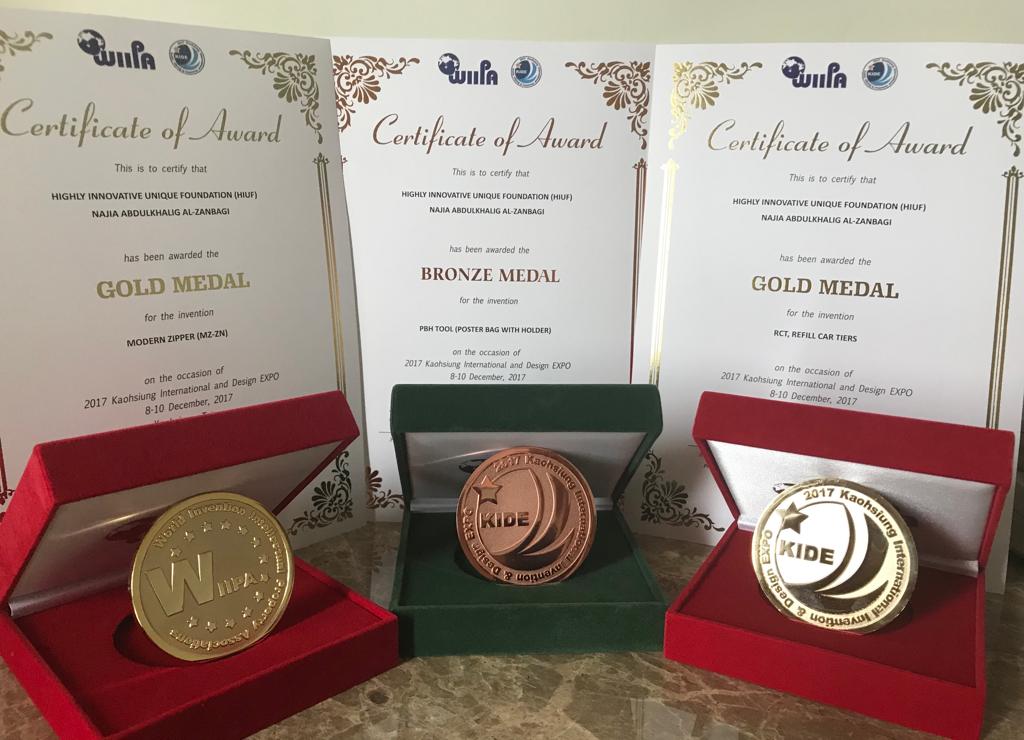 WIIPA
KIDE
Certificate of Award
This is to certify that
HIGHLY INNOVATIVE UNIQUE FOUNDATION (HIUF)
NAJIA ABDULKHALIG AL-ZANBAGI
has been awarded the
GOLD MEDAL
for the invention
MODERN ZIPPER (MZ-ZN)
on the occasion of
2017 Kaohsiung International and Design EXPO
8-10 December, 2017
WIIPA
KIDE
Certificate of Award
This is to certify that
HIGHLY INNOVATIVE UNIQUE FOUNDATION (HIUF)
NAJIA ABDULKHALIG AL-ZANBAGI
has been awarded the
BRONZE MEDAL
for the invention
PBH TOOL (POSTER BAG WITH HOLDER)
on the occasion of
2017 Kaohsiung International and Design EXPO
8-10 December, 2017
WIIPA
KIDE
Certificate of Award
This is to certify that
HIGHLY INNOVATIVE UNIQUE FOUNDATION (HIUF)
NAJIA ABDULKHALIG AL-ZANBAGI
has been awarded the
GOLD MEDAL
for the invention
RCT, REFILL CAR TIERS
on the occasion of
2017 Kaohsiung International and Design EXPO
8-10 December, 2017
World Invention Intellectual Property Associations
WIIPA
2017 Kaohsiung International Invention & Design EXPO
KIDE
2017 Kaohsiung International Invention & Design EXPO
KIDE